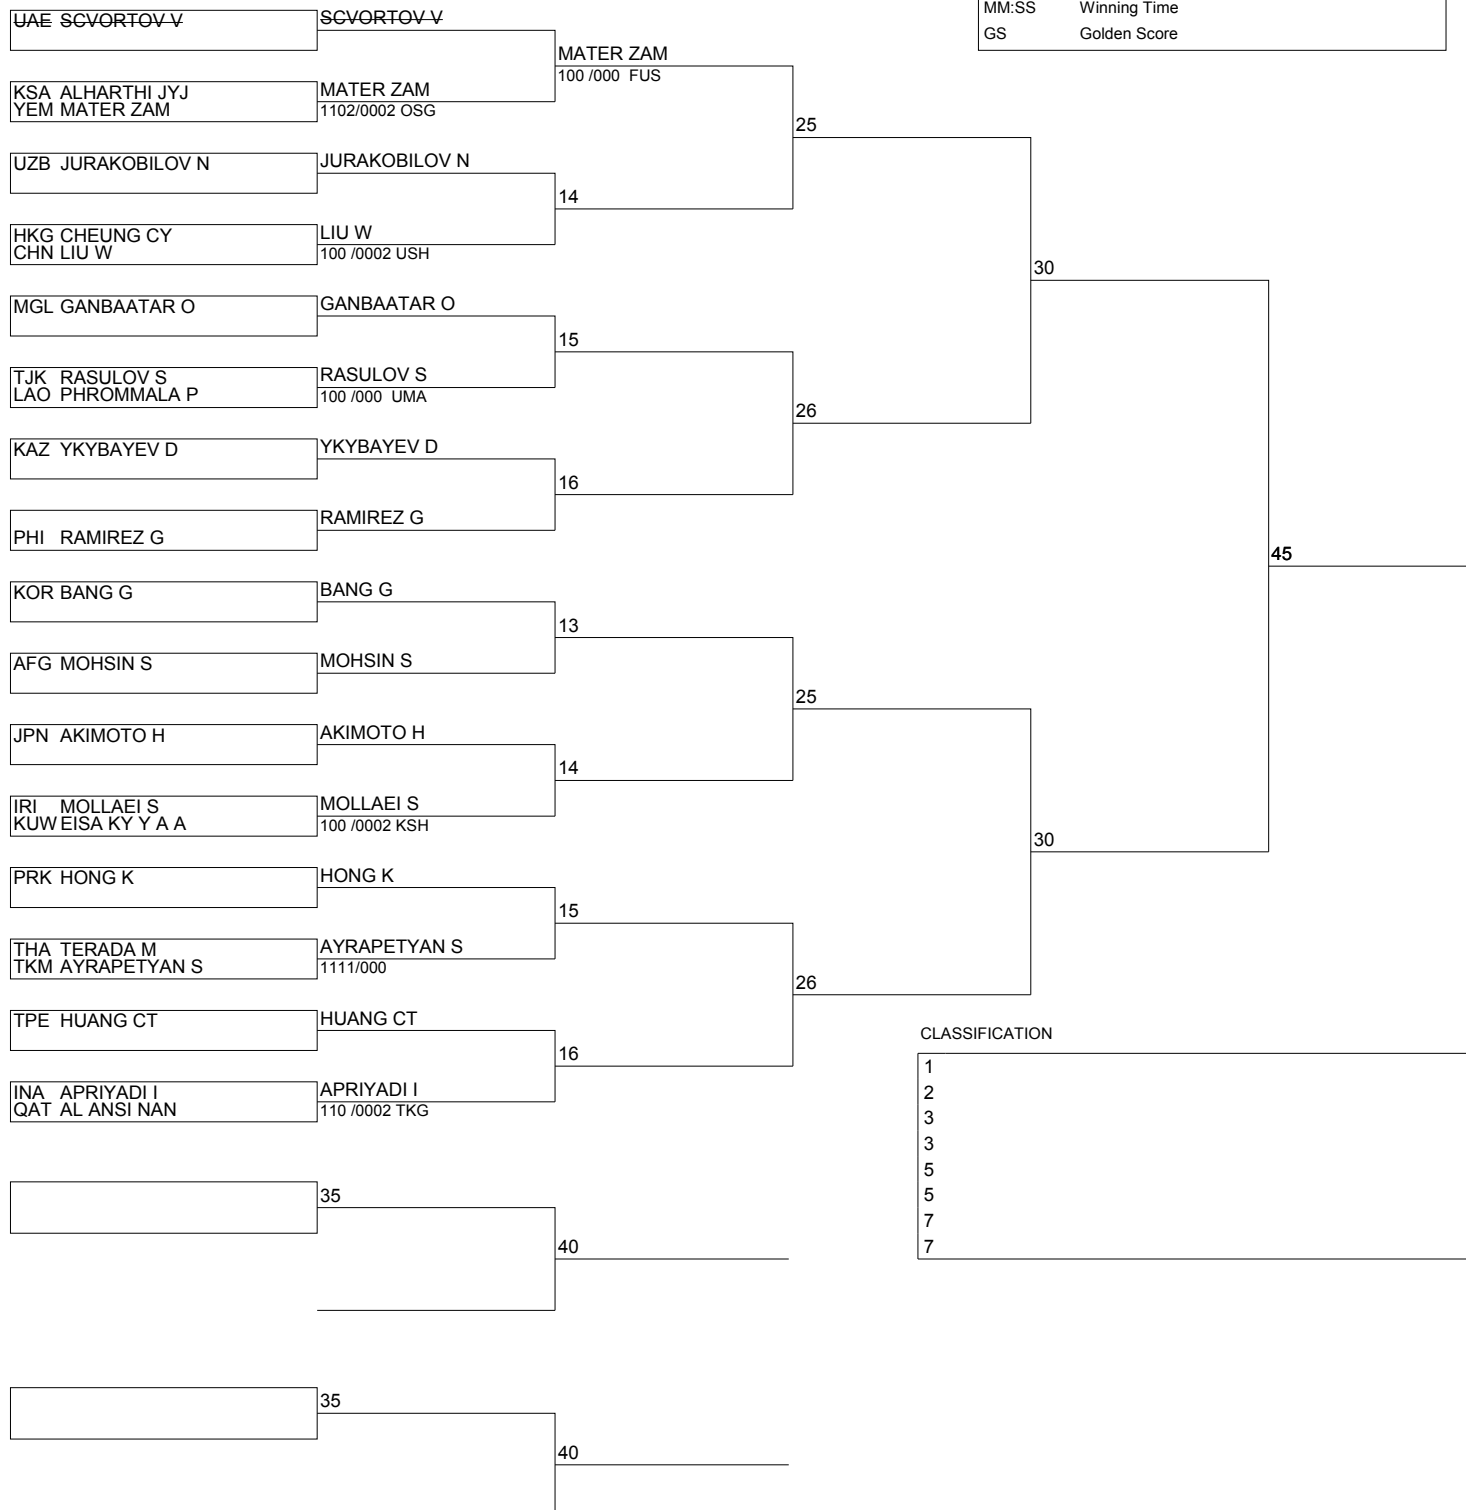 MM:SS Winning Time
GS Golden Score
UAE SCVORTOV V
SCVORTOV V
MATER ZAM
100 /000 FUS
KSA ALHARTHI JYJ
YEM MATER ZAM
MATER ZAM
1102/0002 OSG
25
UZB JURAKOBILOV N
JURAKOBILOV N
14
HKG CHEUNG CY
CHN LIU W
LIU W
100 /0002 USH
30
MGL GANBAATAR O
GANBAATAR O
15
TJK RASULOV S
LAO PHROMMALA P
RASULOV S
100 /000 UMA
26
KAZ YKYBAYEV D
YKYBAYEV D
16
PHI RAMIREZ G
RAMIREZ G
45
KOR BANG G
BANG G
13
AFG MOHSIN S
MOHSIN S
25
JPN AKIMOTO H
AKIMOTO H
14
IRI MOLLAEI S
KUW EISA KY Y A A
MOLLAEI S
100 /0002 KSH
30
PRK HONG K
HONG K
15
THA TERADA M
TKM AYRAPETYAN S
AYRAPETYAN S
1111/000
26
TPE HUANG CT
HUANG CT
16
INA APRIYADI I
QAT AL ANSI NAN
APRIYADI I
110 /0002 TKG
CLASSIFICATION
1
2
3
3
5
5
7
7
35
40
35
40